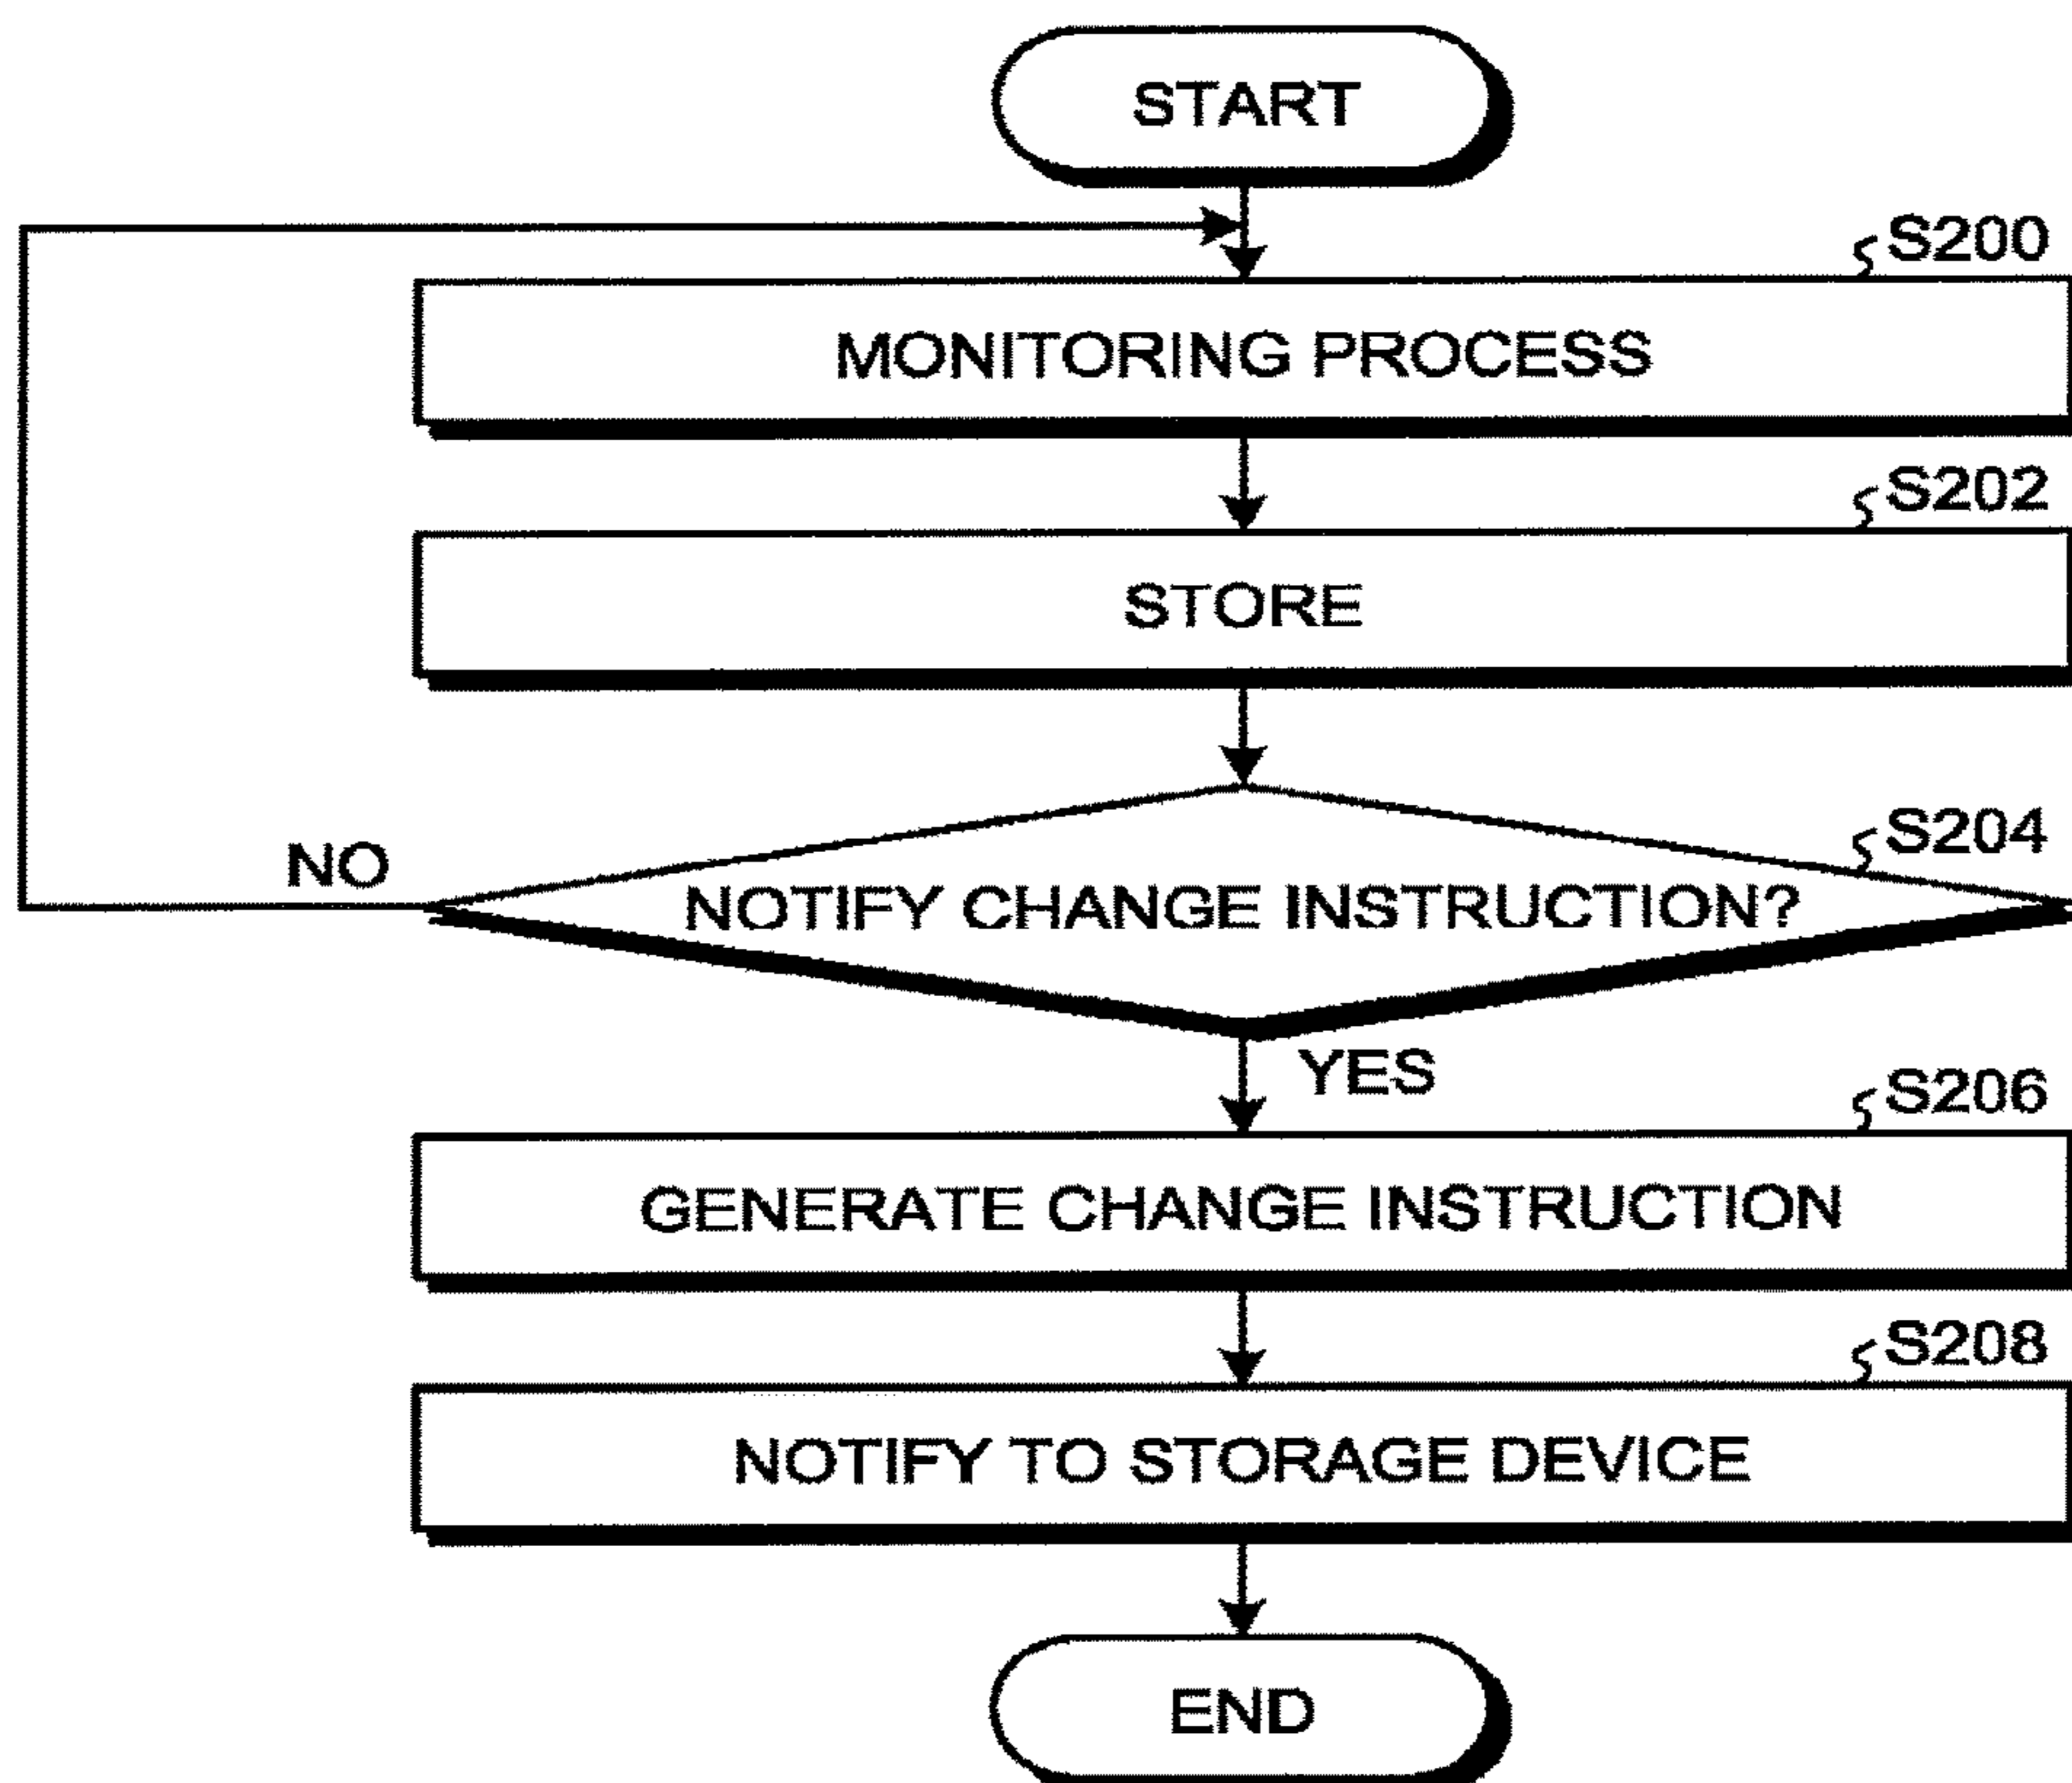 START
S200
MONITORING PROCESS
S202
STORE
S204
NO
NOTIFY CHANGE INSTRUCTION?
YES
S206
GENERATE CHANGE INSTRUCTION
S208
NOTIFY TO STORAGE DEVICE
END